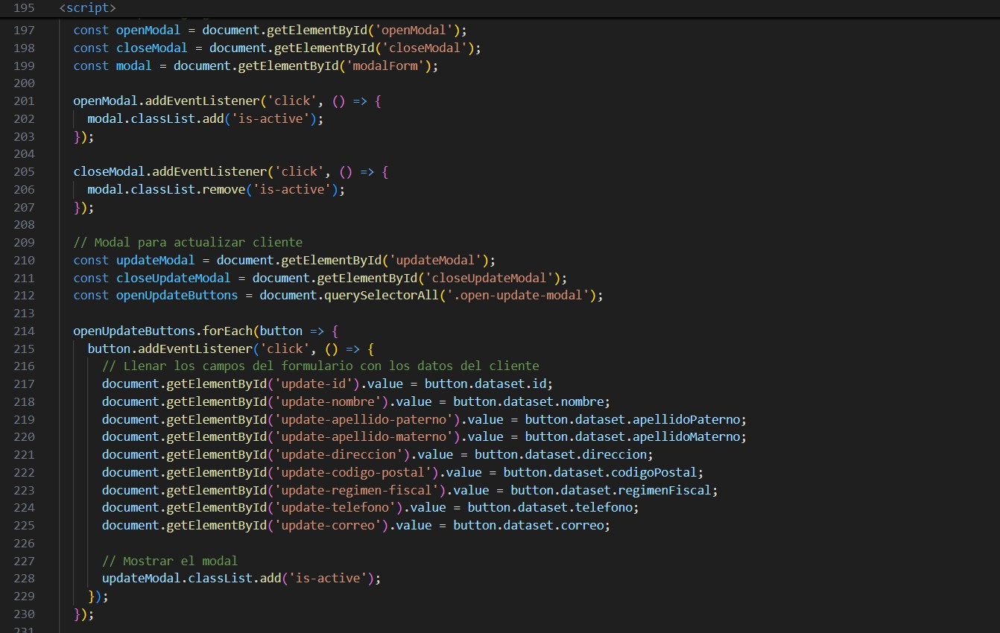 195 <script>
197 const openModal = document.getElementById('openModal');
198 const closeModal = document.getElementById('closeModal');
199 const modal = document.getElementById('modalForm');
200
201 openModal.addEventListener('click', () => {
202 modal.classList.add('is-active');
203 });
204
205 closeModal.addEventListener('click', () => {
206 modal.classList.remove('is-active');
207 });
208
209 // Modal para actualizar cliente
210 const updateModal = document.getElementById('updateModal');
211 const closeUpdateModal = document.getElementById('closeUpdateModal');
212 const openUpdateButtons = document.querySelectorAll('.open-update-modal');
213
214 openUpdateButtons.forEach(button => {
215 button.addEventListener('click', () => {
216 // Llenar los campos del formulario con los datos del cliente
217 document.getElementById('update-id').value = button.dataset.id;
218 document.getElementById('update-nombre').value = button.dataset.nombre;
219 document.getElementById('update-apellido-paterno').value = button.dataset.apellidoPaterno;
220 document.getElementById('update-apellido-materno').value = button.dataset.apellidoMaterno;
221 document.getElementById('update-direccion').value = button.dataset.direccion;
222 document.getElementById('update-codigo-postal').value = button.dataset.codigoPostal;
223 document.getElementById('update-regimen-fiscal').value = button.dataset.regimenFiscal;
224 document.getElementById('update-telefono').value = button.dataset.telefono;
225 document.getElementById('update-correo').value = button.dataset.correo;
226
227 // Mostrar el modal
228 updateModal.classList.add('is-active');
229 });
230 });
231